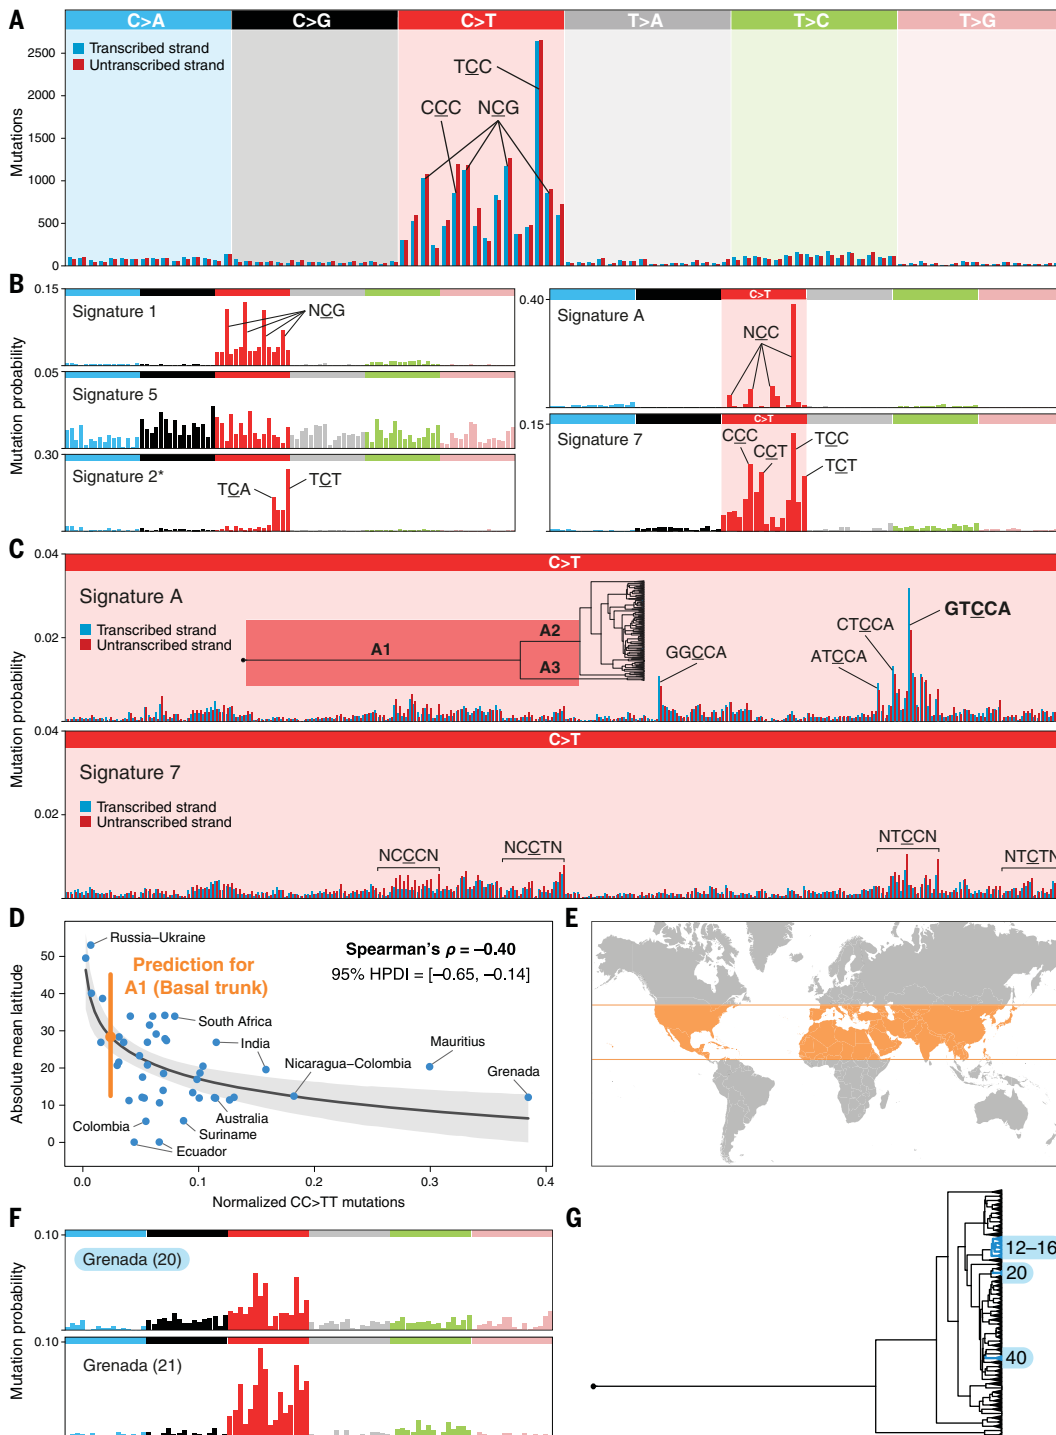 A
C>A C>G C>T T>A T>C T>G
Transcribed strand
Untranscribed strand
Mutations
2500
2000
1500
1000
500
0
TCC
CCC NCG
B
Mutation probability
0.15
Signature 1
NCG
0.05
Signature 5
0.30
Signature 2*
TCA
TCT
C>T
0.40
Signature A
NCC
C>T
0.15
Signature 7
CCC
CCT
TCC
TCT
C
Mutation probability
0.04
C>T
Signature A
Transcribed strand
Untranscribed strand
0.02
A1
A2
A3
GGCCA
ATCCA
CTCCA
GTCCA
0.04
C>T
Signature 7
Transcribed strand
Untranscribed strand
0.02
NCCCN
NCCTN
NTCCN
NTCTN
D
Absolute mean latitude
50
40
30
20
10
0
Russia–Ukraine
Prediction for
A1 (Basal trunk)
Spearman's ρ = –0.40
95% HPDI = [–0.65, –0.14]
South Africa
India
Nicaragua–Colombia
Mauritius
Grenada
Colombia
Australia
Suriname
Ecuador
0.0 0.1 0.2 0.3 0.4
Normalized CC>TT mutations
E
F
Mutation probability
0.10
Grenada (20)
0.10
Grenada (21)
G
12–16
20
40